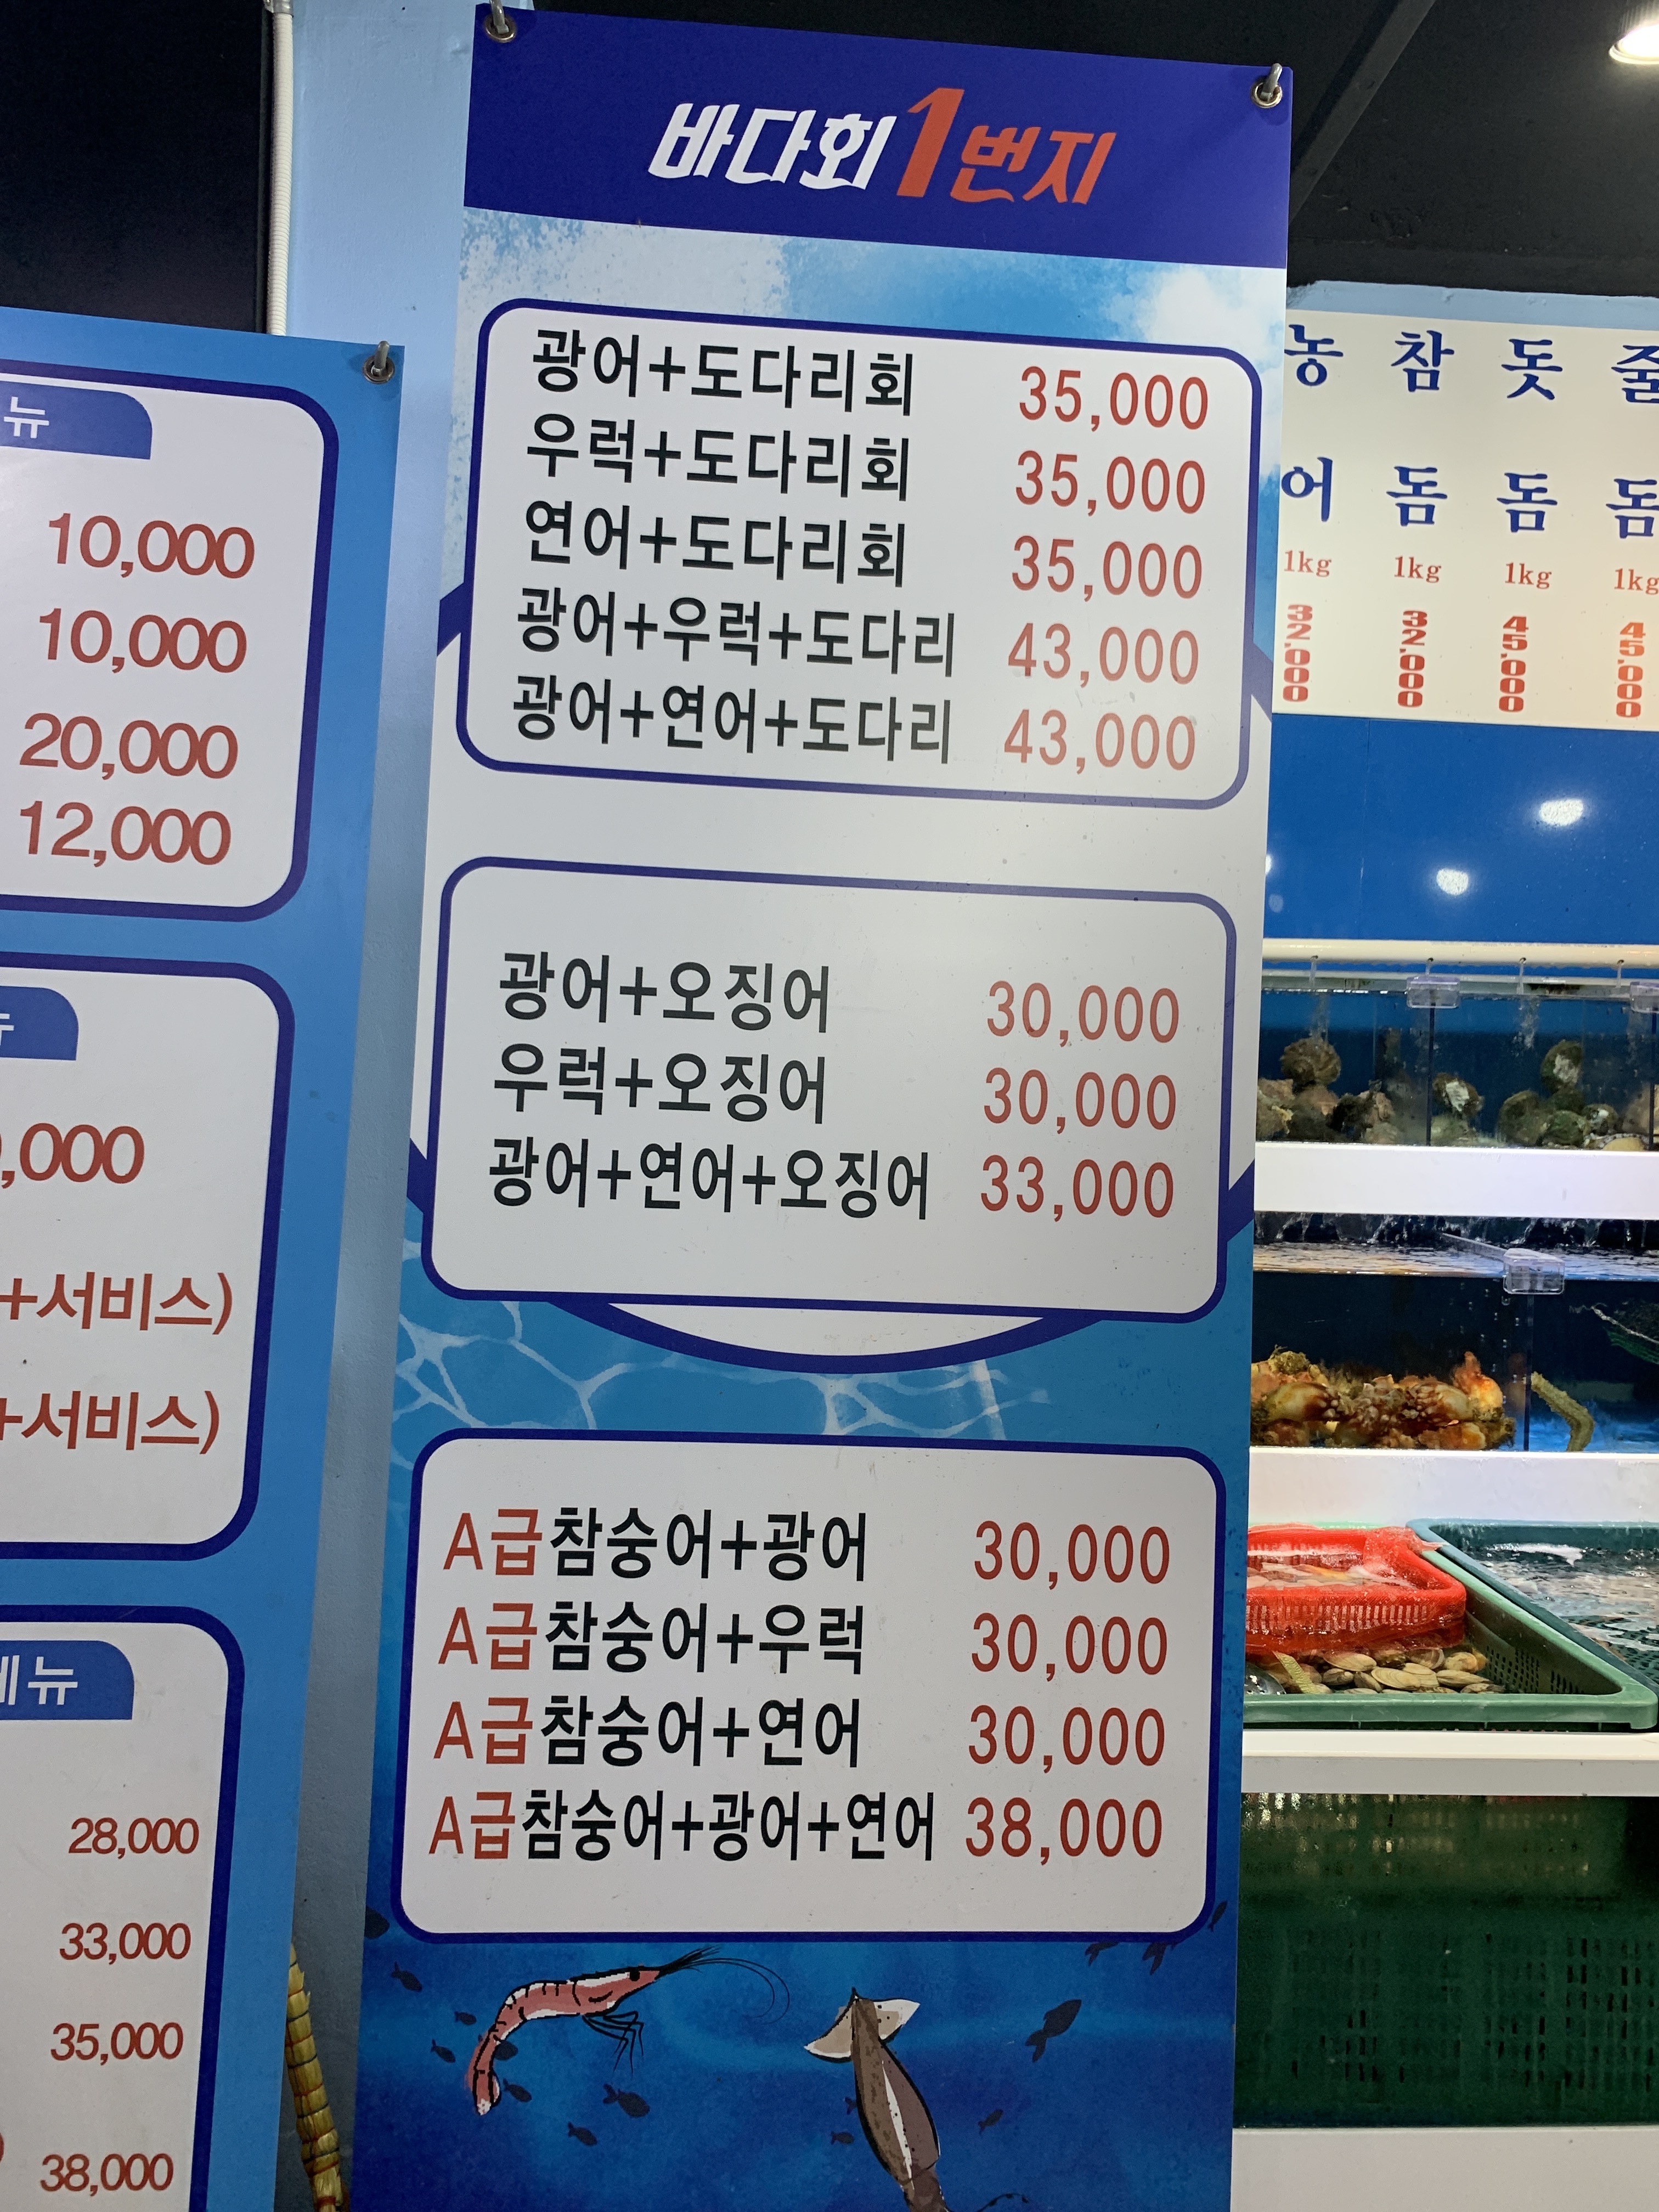 바다회 1번지
광어+도다리회 35,000
우럭+도다리회 35,000
연어+도다리회 35,000
광어+우럭+도다리 43,000
광어+연어+도다리 43,000
광어+오징어 30,000
우럭+오징어 30,000
광어+연어+오징어 33,000
A급참숭어+광어 30,000
A급참숭어+우럭 30,000
A급참숭어+연어 30,000
A급참숭어+광어+연어 38,000
뉴
10,000
10,000
20,000
12,000
,000
+서비스)
+서비스)
메뉴
28,000
33,000
35,000
38,000
농어 1kg 32,000
참돔 1kg 32,000
돗돔 1kg 45,000
줄돔 1kg 45,000